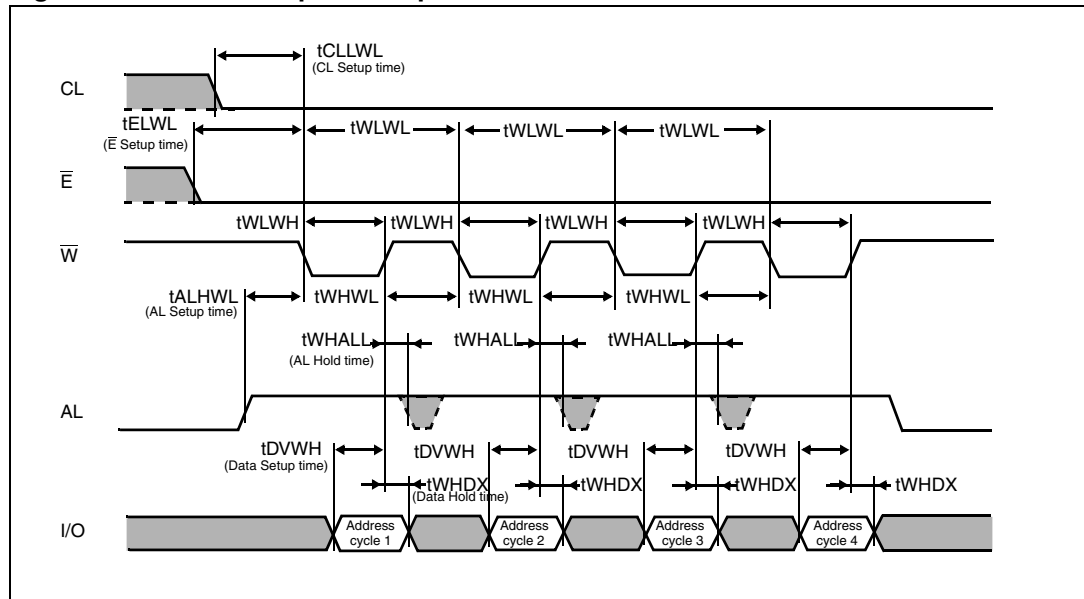 tCLLWL
(CL Setup time)
CL
tELWL
(E Setup time)
tWLWL tWLWL tWLWL
E
tWLWH tWLWH tWLWH tWLWH
W
tALHWL
(AL Setup time)
tWHWL tWHWL tWHWL
tWHALL tWHALL tWHALL
(AL Hold time)
AL
tDVWH tDVWH tDVWH tDVWH
(Data Setup time)
tWHDX tWHDX tWHDX tWHDX
(Data Hold time)
I/O
Address cycle 1
Address cycle 2
Address cycle 3
Address cycle 4